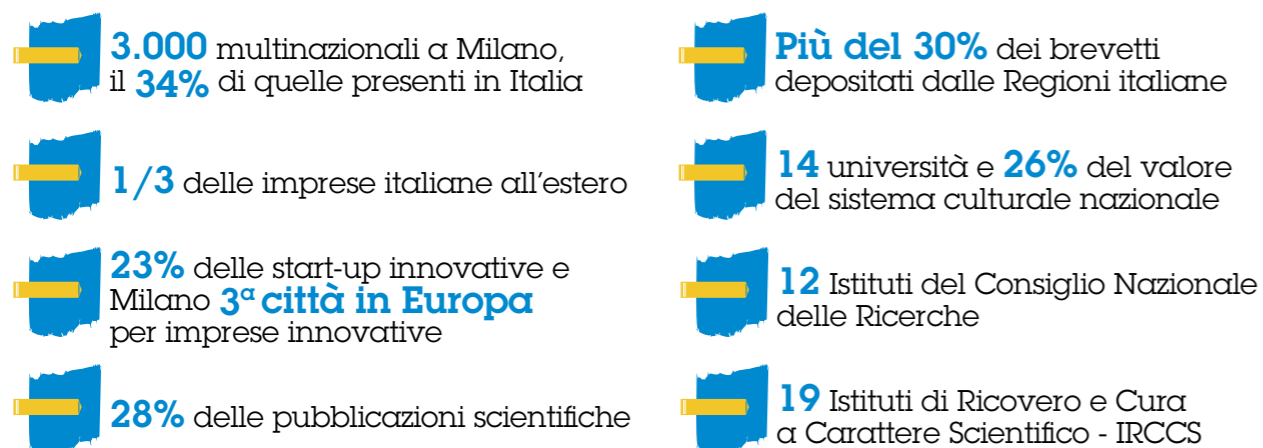 3.000 multinazionali a Milano,
il 34% di quelle presenti in Italia
1/3 delle imprese italiane all'estero
23% delle start-up innovative e
Milano 3ª città in Europa
per imprese innovative
28% delle pubblicazioni scientifiche
Più del 30% dei brevetti
depositati dalle Regioni italiane
14 università e 26% del valore
del sistema culturale nazionale
12 Istituti del Consiglio Nazionale
delle Ricerche
19 Istituti di Ricovero e Cura
a Carattere Scientifico - IRCCS